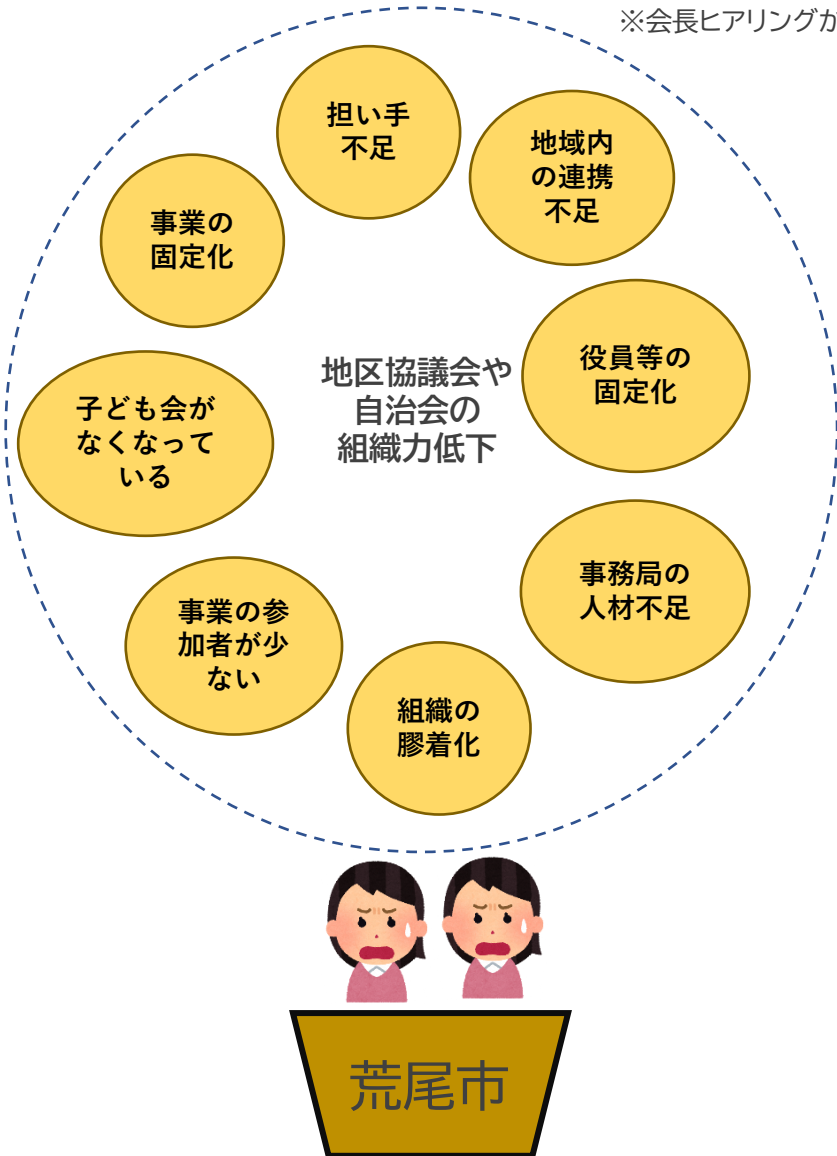 ※会長ヒアリングか
担い手
不足
地域内
の連携
不足
事業の
固定化
地区協議会や
自治会の
組織力低下
役員等の
固定化
子ども会が
なくなって
いる
事務局の
人材不足
事業の参
加者が少
ない
組織の
膠着化
荒尾市